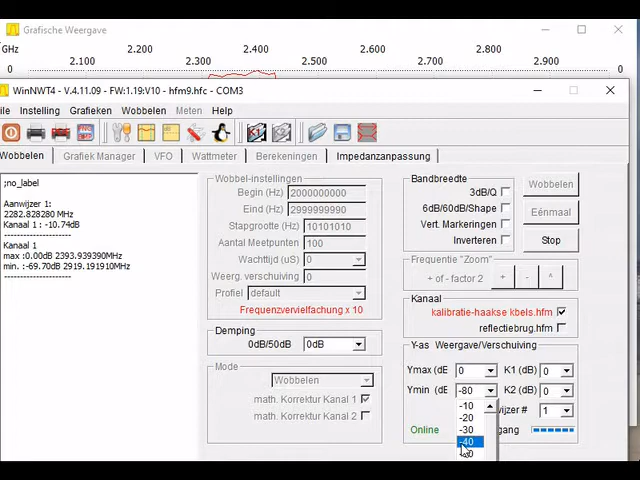 Grafische Weergave
GHz 2.000 2.200 2.400 2.600 2.800 3.000
2.100 2.300 2.500 2.700 2.900
0 0
WinNWT4 - V.4.11.09 - FW:1.19:V10 - hfm9.hfc - COM3
ile Instelling Grafieken Wobbelen Meten Help
Wobbelen Grafiek Manager VFO Wattmeter Berekeningen Impedanzanpassung
;no_label
Aanwijzer 1:
2282.828280 MHz
Kanaal 1 : -10.74dB
---------------------
Kanaal 1
max :0.00dB 2393.939390MHz
min. :-69.70dB 2919.191910MHz
---------------------
Wobbel-instellingen
Begin (Hz) 2000000000
Eind (Hz) 2999999990
Stapgrootte (Hz) 10101010
Aantal Meetpunten 100
Wachttijd (uS) 0
Weerg. verschuiving 0
Profiel default
Frequenzvervielfachung x 10
Demping
0dB/50dB 0dB
Mode
Wobbelen
math. Korrektur Kanal 1
math. Korrektur Kanal 2
Bandbreedte
3dB/Q
6dB/60dB/Shape
Vert. Markeringen
Inverteren
Wobbelen
Eénmaal
Stop
Frequentie "Zoom"
+ of - factor 2 + - ^
Kanaal
kalibratie-haakse kbels.hfm
reflectiebrug.hfm
Y-as Weergave/Verschuiving
Ymax (dE 0 K1 (dB) 0
Ymin (dE -80 K2 (dB) 0
-10
-20
-30
-40
wijzer # 1
Online gang